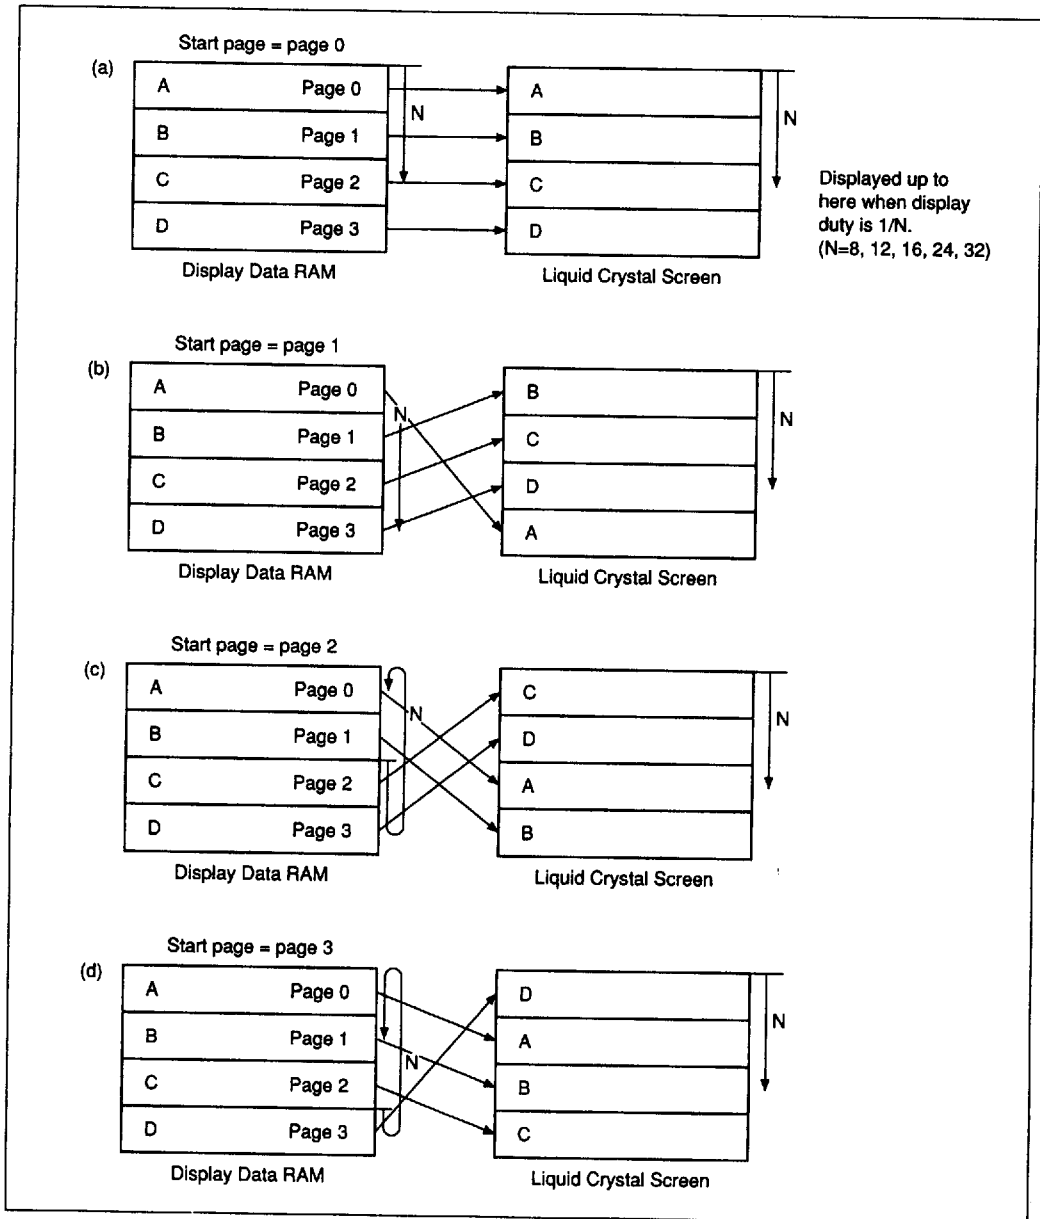 Start page = page 0
(a)
A Page 0
B Page 1
C Page 2
D Page 3
N
Display Data RAM
A
B
C
D
N
Liquid Crystal Screen
Displayed up to
here when display
duty is 1/N.
(N=8, 12, 16, 24, 32)
Start page = page 1
(b)
A Page 0
B Page 1
C Page 2
D Page 3
N
Display Data RAM
B
C
D
A
N
Liquid Crystal Screen
Start page = page 2
(c)
A Page 0
B Page 1
C Page 2
D Page 3
N
Display Data RAM
C
D
A
B
N
Liquid Crystal Screen
Start page = page 3
(d)
A Page 0
B Page 1
C Page 2
D Page 3
N
Display Data RAM
D
A
B
C
N
Liquid Crystal Screen